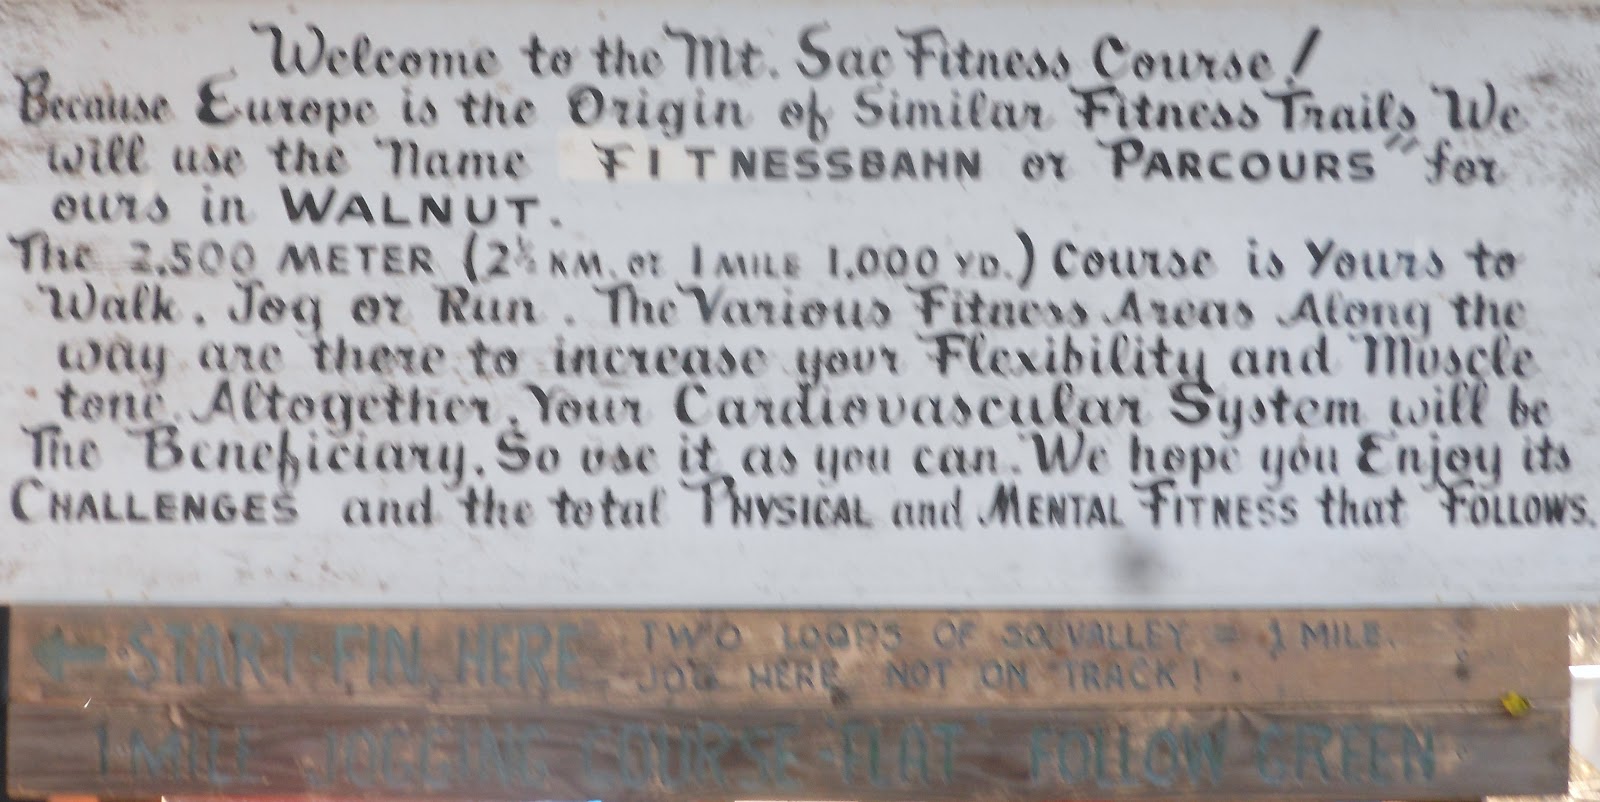 Welcome to the Mt. Sac Fitness Course!
Because Europe is the Origin of Similar Fitness Trails We
will use the Name FITNESSBAHN or PARCOURS" for
ours in WALNUT.
The 2,500 METER (2½ KM. or 1 MILE 1,000 YD.) Course is Yours to
Walk, Jog or Run. The Various Fitness Areas Along the
way are there to increase your Flexibility and Muscle
tone. Altogether, Your Cardiovascular System will be
The Beneficiary. So use it as you can. We hope you Enjoy its
CHALLENGES and the total PHYSICAL and MENTAL FITNESS that FOLLOWS.
← START-FIN. HERE TWO LOOPS OF SO. VALLEY = 1 MILE.
JOG HERE NOT ON TRACK!
1 MILE JOGGING COURSE-"FLAT" FOLLOW GREEN